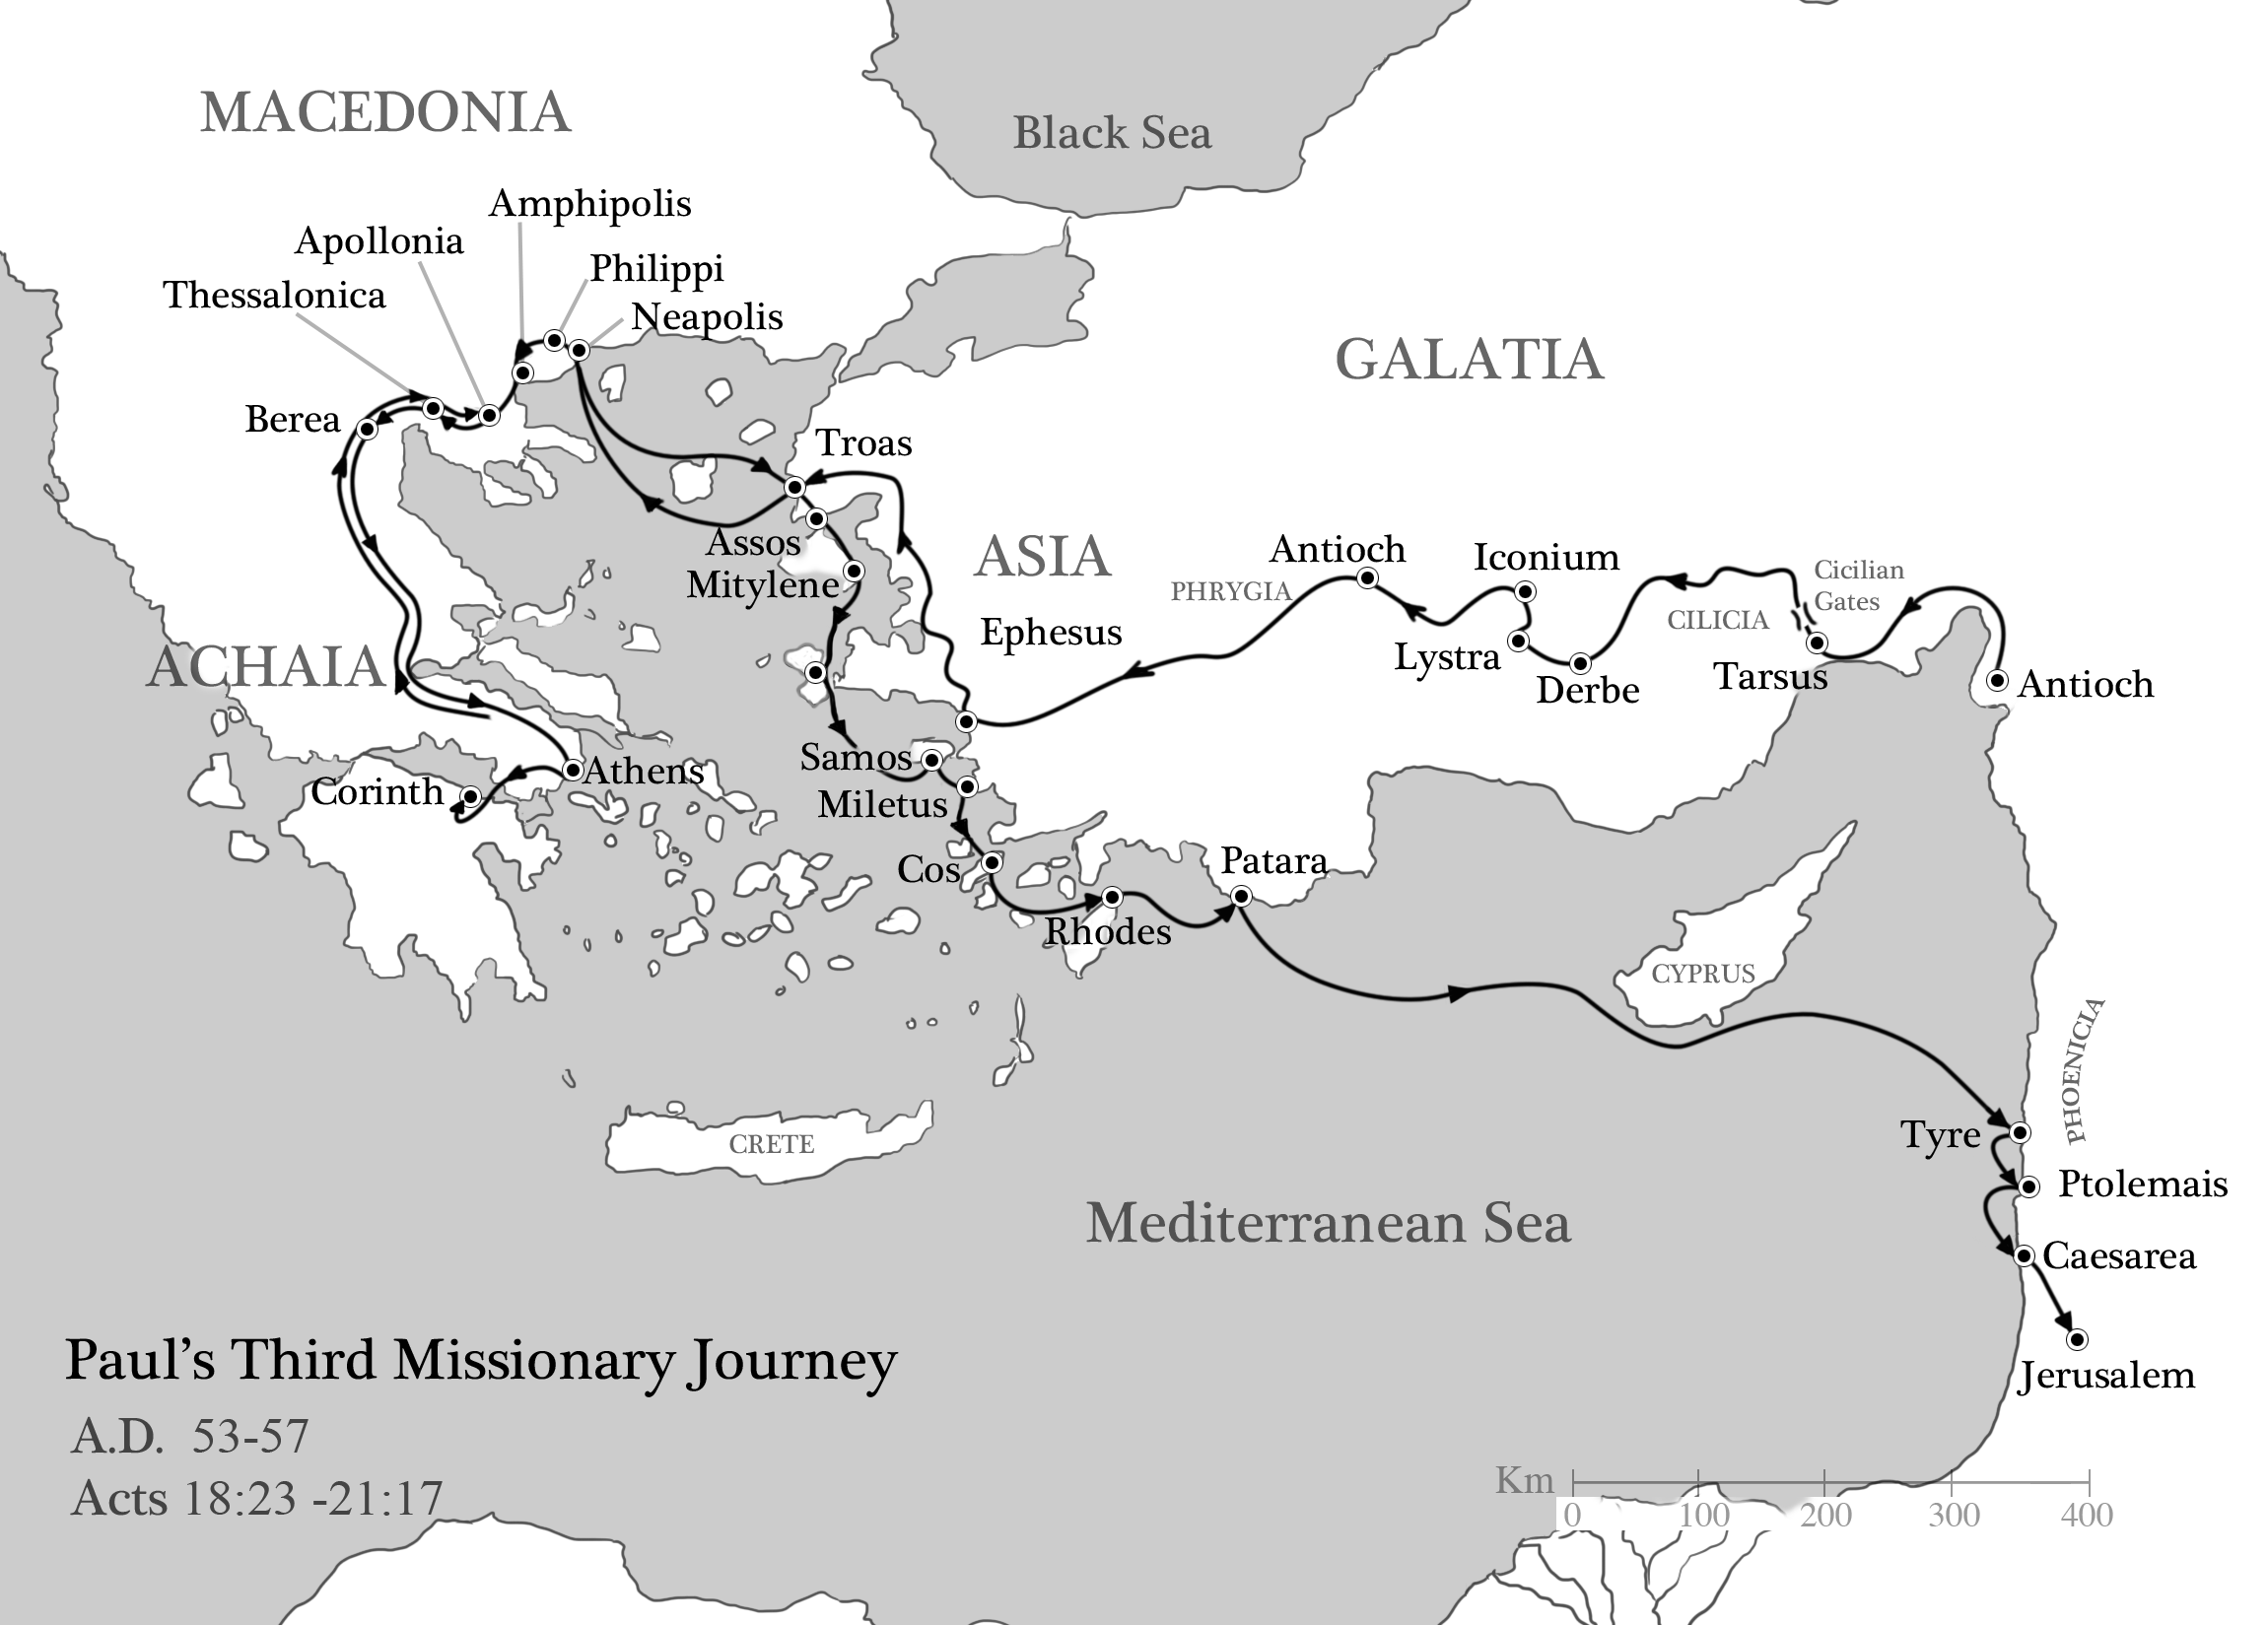 MACEDONIA
Black Sea
Amphipolis
Apollonia
Philippi
Thessalonica
Neapolis
GALATIA
Berea
Troas
Assos
ASIA
Antioch
Iconium
Cicilian
Gates
Mitylene
PHRYGIA
CILICIA
Ephesus
ACHAIA
Lystra
Derbe
Tarsus
Antioch
Samos
Athens
Corinth
Miletus
Cos
Patara
Rhodes
CYPRUS
PHOENICIA
CRETE
Tyre
Ptolemais
Mediterranean Sea
Caesarea
Jerusalem
Paul’s Third Missionary Journey
A.D. 53-57
Acts 18:23 -21:17
Km
0 100 200 300 400